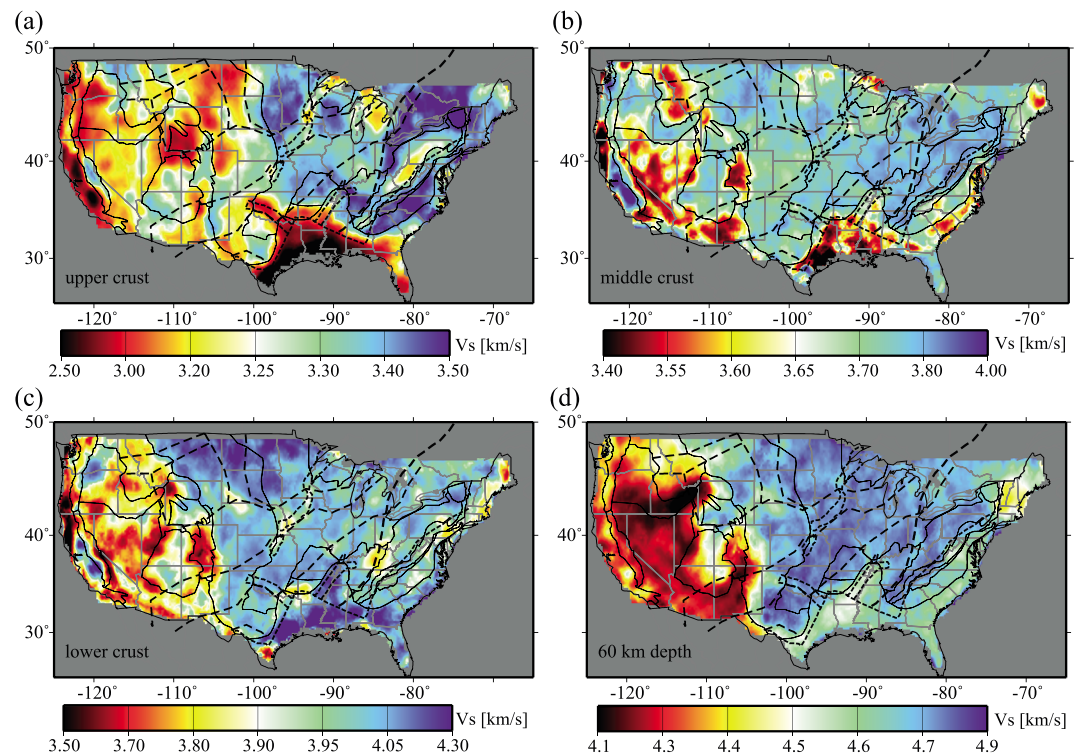 (a)
(b)
50˚
40˚
30˚
upper crust
-120˚ -110˚ -100˚ -90˚ -80˚ -70˚
Vs [km/s]
2.50 3.00 3.20 3.25 3.30 3.40 3.50
50˚
40˚
30˚
middle crust
-120˚ -110˚ -100˚ -90˚ -80˚ -70˚
Vs [km/s]
3.40 3.55 3.60 3.65 3.70 3.80 4.00
(c)
(d)
50˚
40˚
30˚
lower crust
-120˚ -110˚ -100˚ -90˚ -80˚ -70˚
Vs [km/s]
3.50 3.70 3.80 3.90 3.95 4.05 4.30
50˚
40˚
30˚
60 km depth
-120˚ -110˚ -100˚ -90˚ -80˚ -70˚
Vs [km/s]
4.1 4.3 4.4 4.5 4.6 4.7 4.9